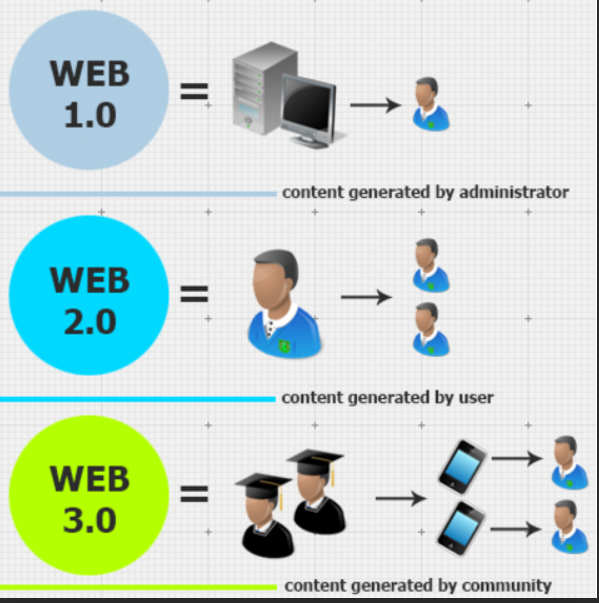 WEB
1.0
=
content generated by administrator
WEB
2.0
=
content generated by user
WEB
3.0
=
content generated by community